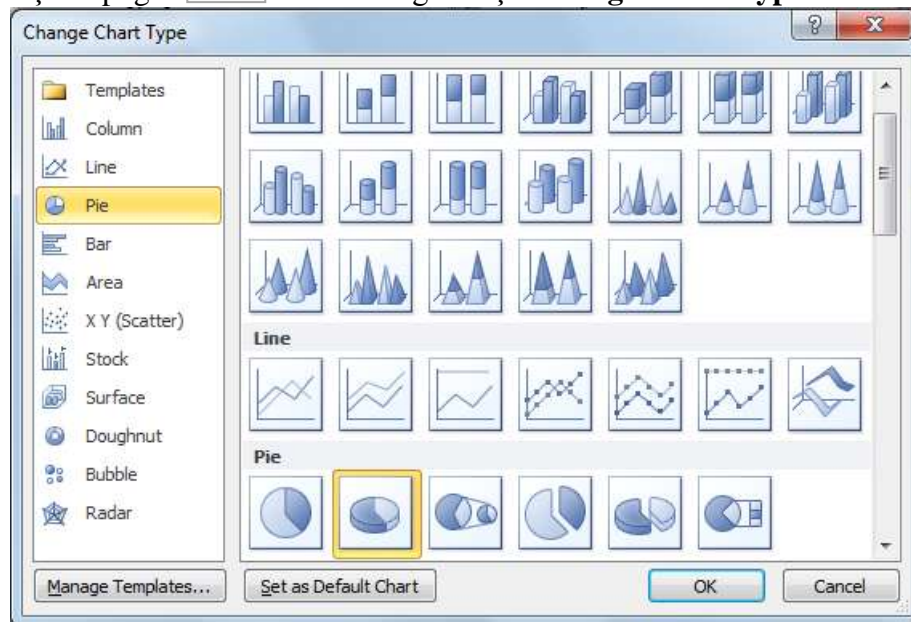 Change Chart Type
Templates
Column
Line
Pie
Bar
Area
X Y (Scatter)
Stock
Surface
Doughnut
Bubble
Radar
Line
Pie
Manage Templates...
Set as Default Chart
OK
Cancel